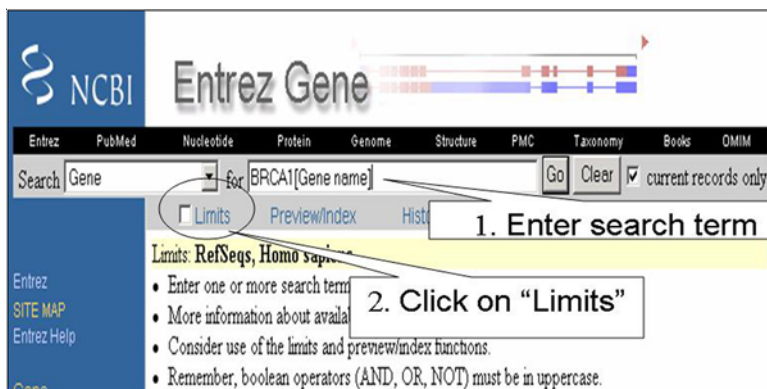 NCBI
Entrez Gene
Entrez PubMed Nucleotide Protein Genome Structure PMC Taxonomy Books OMIM
Search Gene for BRCA1[Gene name] Go Clear current records only
Limits Preview/Index
1. Enter search term
Limits: RefSeqs, Homo sapiens
Entrez
SITE MAP
Entrez Help
• Enter one or more search
2. Click on "Limits"
• More information about
• Consider use of the limits and preview/index functions.
• Remember, boolean operators (AND, OR, NOT) must be in uppercase.
Gene